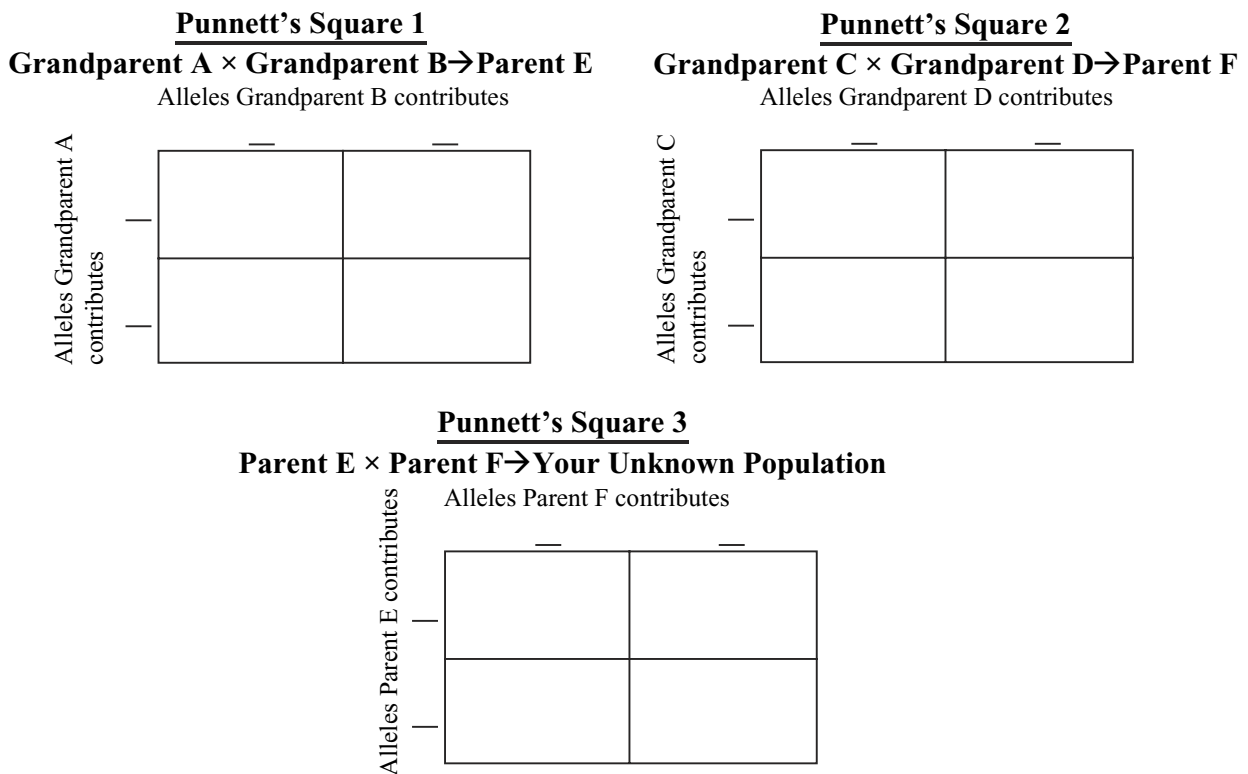 Punnett’s Square 1
Grandparent A × Grandparent B→Parent E
Alleles Grandparent B contributes
Alleles Grandparent A
contributes
Punnett’s Square 2
Grandparent C × Grandparent D→Parent F
Alleles Grandparent D contributes
Alleles Grandparent C
contributes
Punnett’s Square 3
Parent E × Parent F→Your Unknown Population
Alleles Parent F contributes
Alleles Parent E contributes